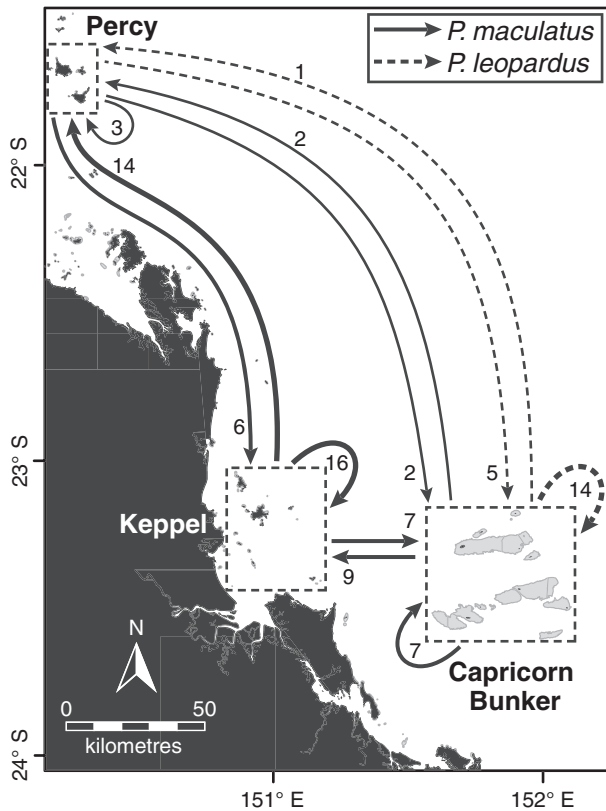 Percy
P. maculatus
P. leopardus
1
2
3
14
22° S
6
16
2
5
14
23° S
Keppel
7
9
7
Capricorn
Bunker
N
0 50
kilometres
24° S
151° E 152° E